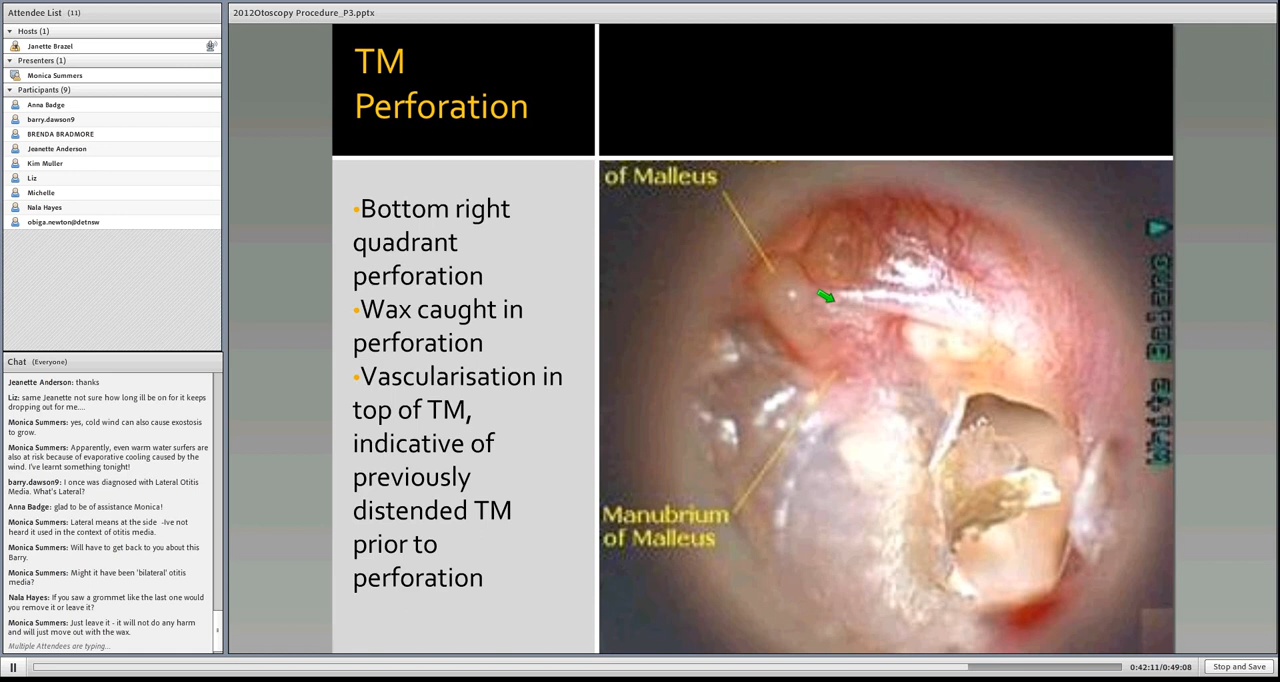 Attendee List (11)
Hosts (1)
Janette Brazel
Presenters (1)
Monica Summers
Participants (9)
Anna Badge
barry.dawson9
BRENDA BRADMORE
Jeanette Anderson
Kim Muller
Liz
Michelle
Nala Hayes
obiga.newton@detnsw
Chat (Everyone)
Jeanette Anderson: thanks
Liz: same Jeanette not sure how long ill be on for it keeps
dropping out for me....
Monica Summers: yes, cold wind can also cause exostosis
to grow.
Monica Summers: Apparently, even warm water surfers are
also at risk because of evaporative cooling caused by the
wind. I've learnt something tonight!
barry.dawson9: I once was diagnosed with Lateral Otitis
Media. What's Lateral?
Anna Badge: glad to be of assistance Monica!
Monica Summers: Lateral means at the side -Ive not
heard it used in the context of otitis media.
Monica Summers: Will have to get back to you about this
Barry.
Monica Summers: Might it have been 'bilateral' otitis
media?
Nala Hayes: If you saw a grommet like the last one would
you remove it or leave it?
Monica Summers: Just leave it - it will not do any harm
and will just move out with the wax.
Multiple Attendees are typing...
2012Otoscopy Procedure_P3.pptx
TM
Perforation
•Bottom right
quadrant
perforation
•Wax caught in
perforation
•Vascularisation in
top of TM,
indicative of
previously
distended TM
prior to
perforation
of Malleus
Manubrium
of Malleus
White Balance
0:42:11/0:49:08
Stop and Save